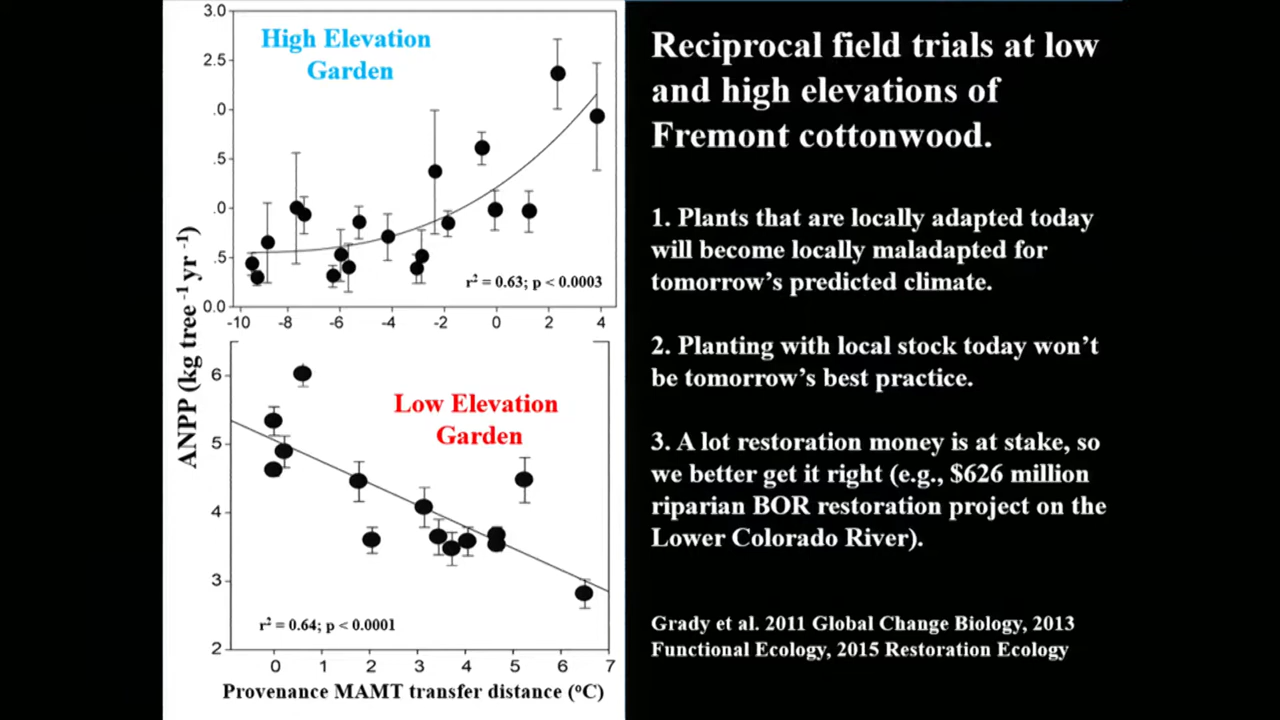 High Elevation
Garden
3.0
2.5
.0
.5
.0
.5
0.0
r² = 0.63; p < 0.0003
-10 -8 -6 -4 -2 0 2 4
ANPP (kg tree⁻¹ yr⁻¹)
Low Elevation
Garden
6
5
4
3
2
r² = 0.64; p < 0.0001
0 1 2 3 4 5 6 7
Provenance MAMT transfer distance (ºC)
Reciprocal field trials at low
and high elevations of
Fremont cottonwood.
1. Plants that are locally adapted today
will become locally maladapted for
tomorrow’s predicted climate.
2. Planting with local stock today won’t
be tomorrow’s best practice.
3. A lot restoration money is at stake, so
we better get it right (e.g., $626 million
riparian BOR restoration project on the
Lower Colorado River).
Grady et al. 2011 Global Change Biology, 2013
Functional Ecology, 2015 Restoration Ecology